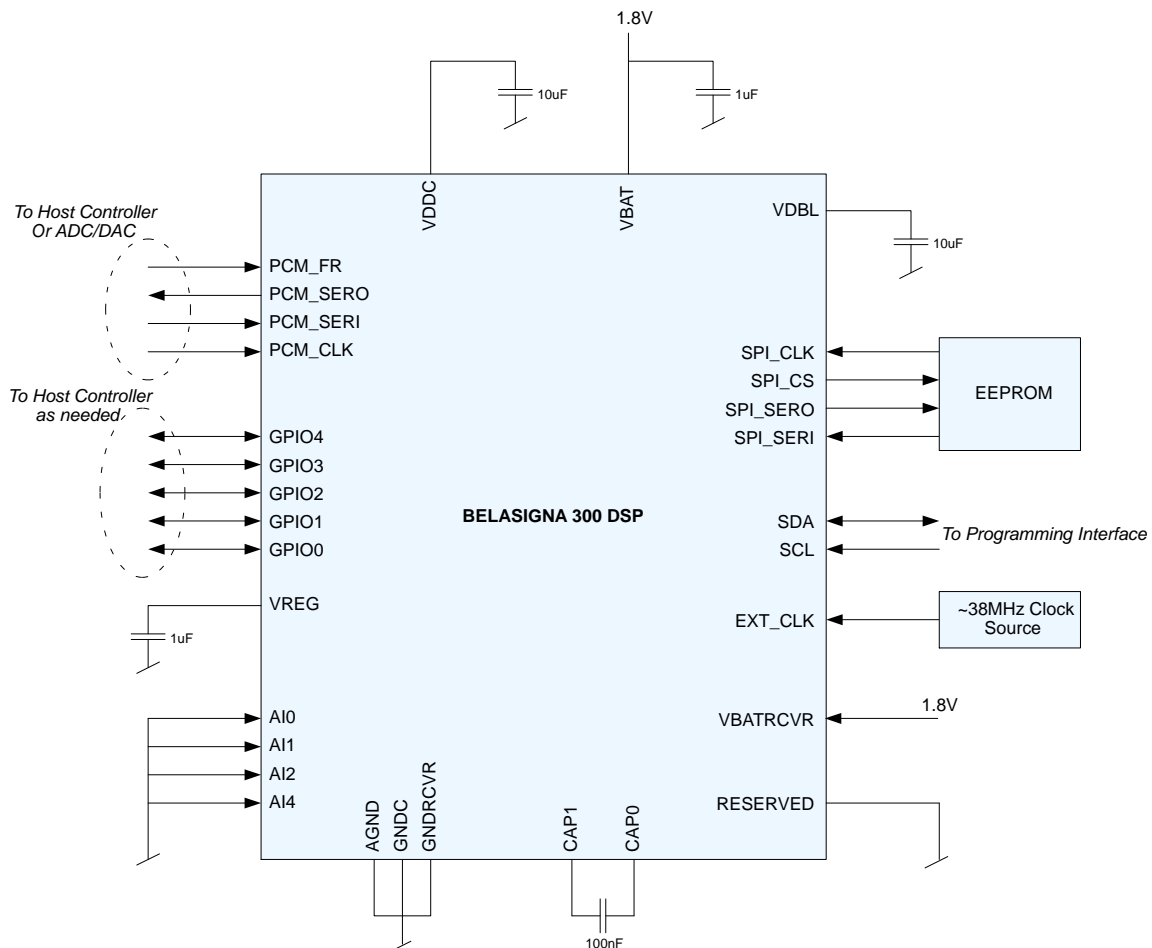 1.8V
10uF
1uF
VDDC
VBAT
VDBL
10uF
To Host Controller
Or ADC/DAC
PCM_FR
PCM_SERO
PCM_SERI
PCM_CLK
SPI_CLK
SPI_CS
SPI_SERO
SPI_SERI
EEPROM
To Host Controller
as needed
GPIO4
GPIO3
GPIO2
GPIO1
GPIO0
BELASIGNA 300 DSP
SDA
SCL
To Programming Interface
VREG
1uF
EXT_CLK
~38MHz Clock
Source
AI0
AI1
AI2
AI4
VBATRCVR
1.8V
RESERVED
AGND
GNDC
GNDRCVR
CAP1
CAP0
100nF